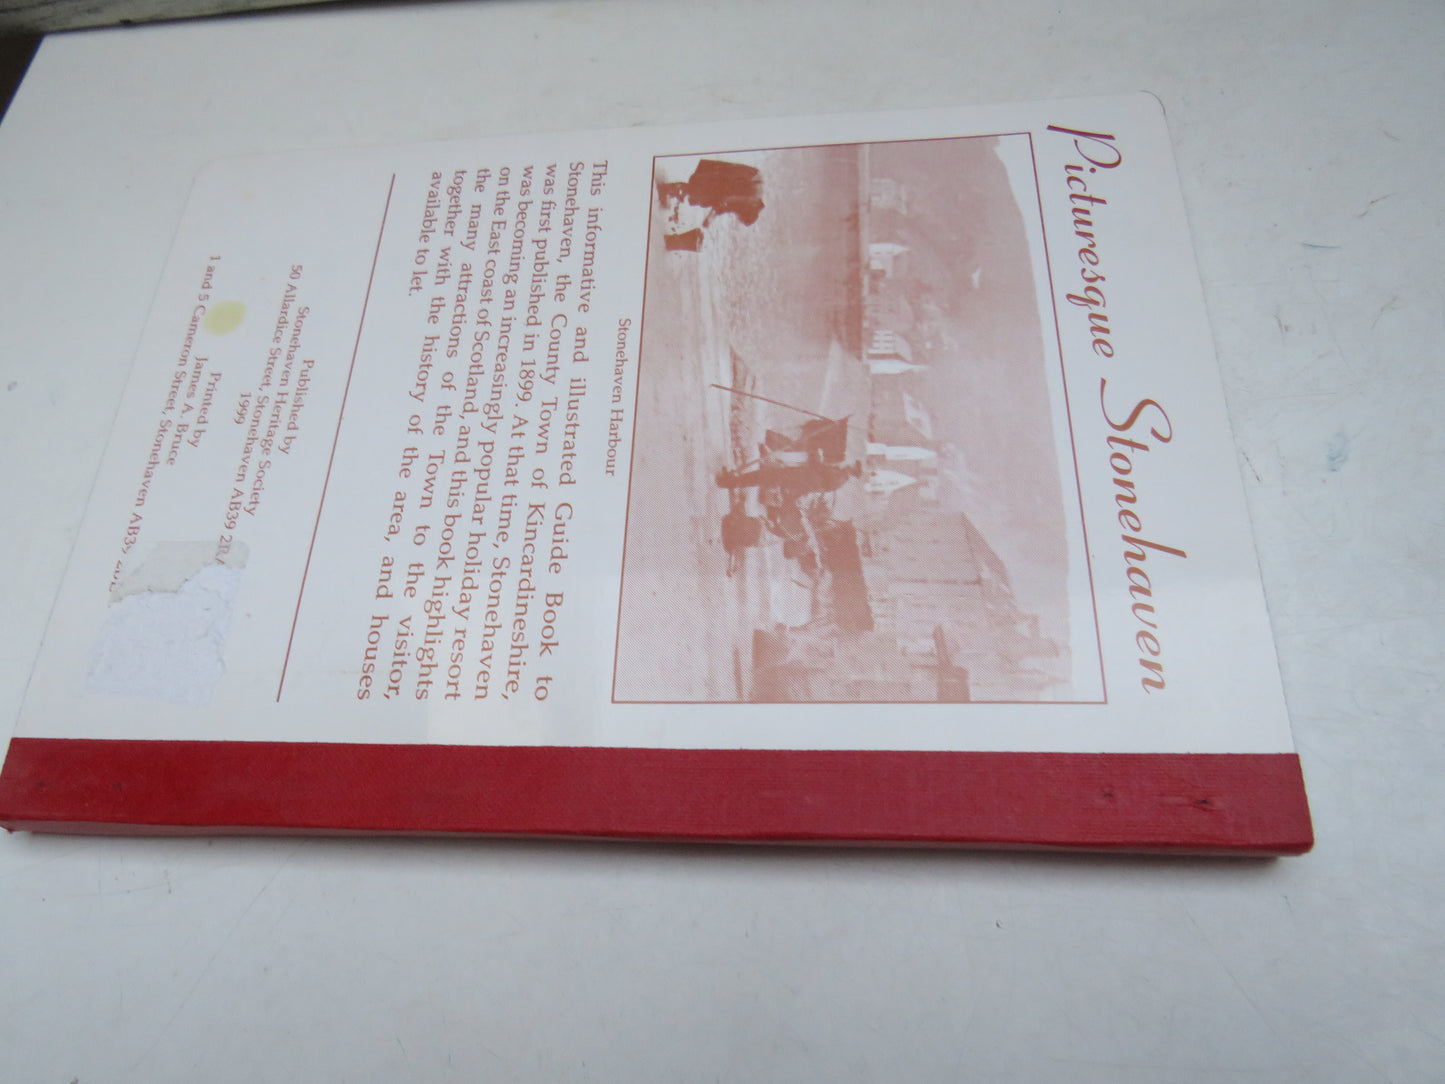 Picturesque Stonehaven
Stonehaven Harbour
This informative and illustrated Guide Book to
Stonehaven, the County Town of Kincardineshire,
was first published in 1899. At that time, Stonehaven
was becoming an increasingly popular holiday resort
on the East coast of Scotland, and this book highlights
the many attractions of the Town to the visitor,
together with the history of the area, and houses
available to let.
Published by
Stonehaven Heritage Society
50 Allardice Street, Stonehaven AB39 2RA
1999
Printed by
James A. Bruce
1 and 5 Cameron Street, Stonehaven AB39